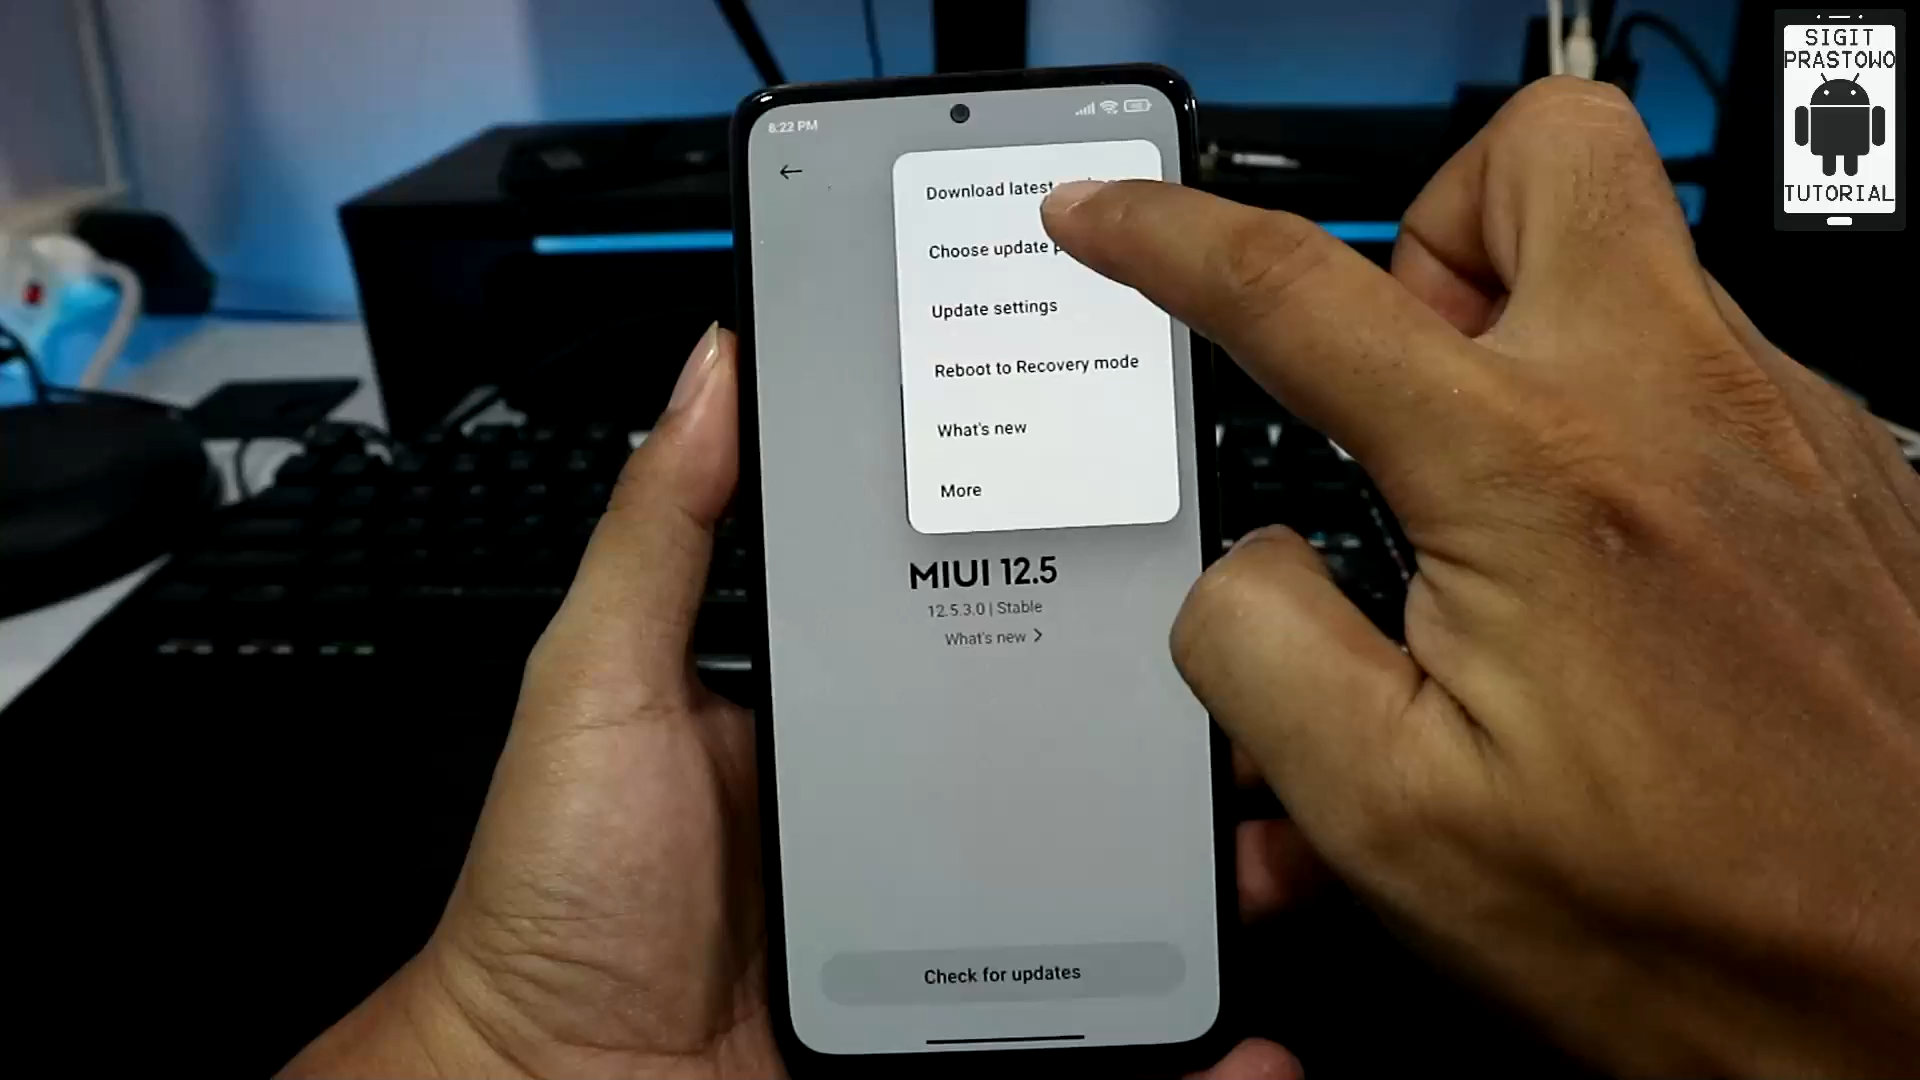 SIGIT
PRASTOWO
TUTORIAL
8:22 PM
Download latest
Choose update
Update settings
Reboot to Recovery mode
What's new
More
MIUI 12.5
12.5.3.0 | Stable
What's new >
Check for updates